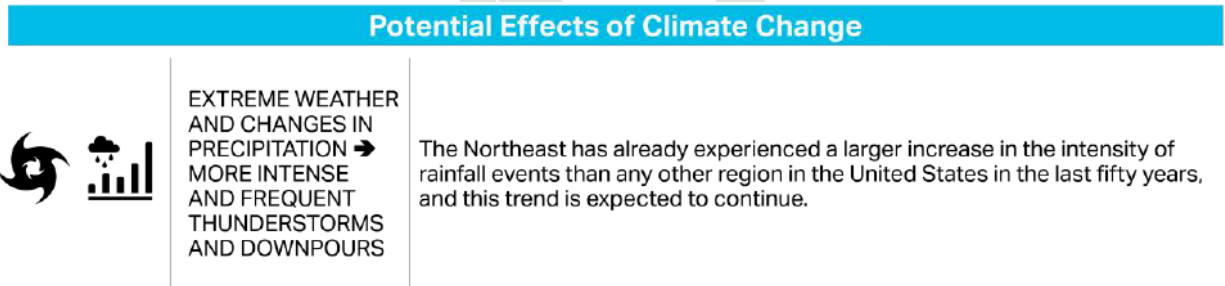 Potential Effects of Climate Change
EXTREME WEATHER
AND CHANGES IN
PRECIPITATION ➔
MORE INTENSE
AND FREQUENT
THUNDERSTORMS
AND DOWNPOURS
The Northeast has already experienced a larger increase in the intensity of
rainfall events than any other region in the United States in the last fifty years,
and this trend is expected to continue.